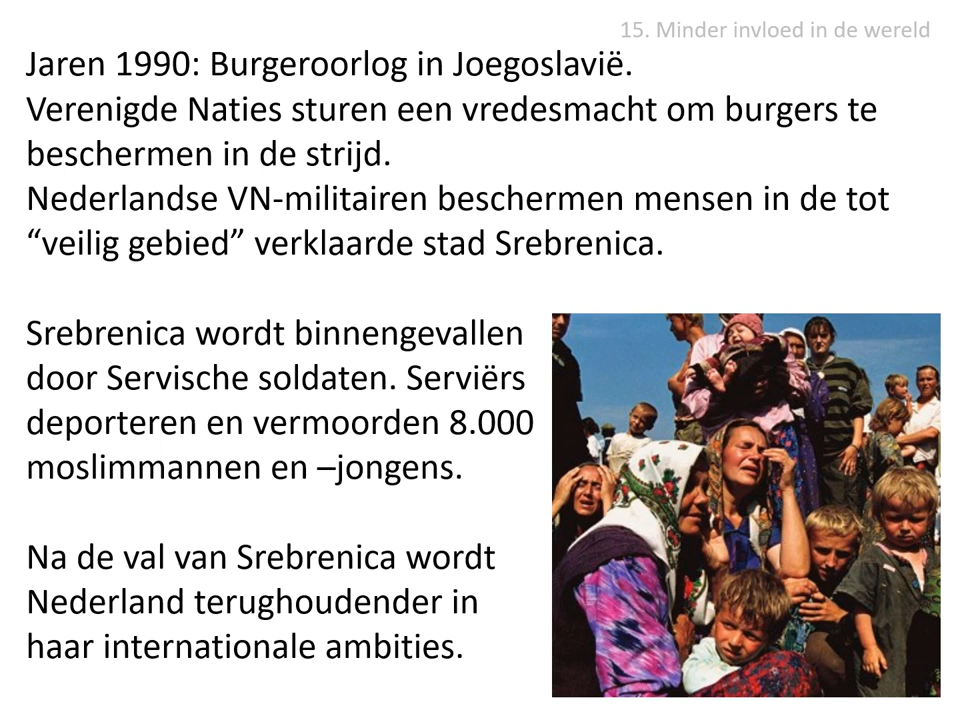 15. Minder invloed in de wereld
Jaren 1990: Burgeroorlog in Joegoslavië.
Verenigde Naties sturen een vredesmacht om burgers te
beschermen in de strijd.
Nederlandse VN-militairen beschermen mensen in de tot
“veilig gebied” verklaarde stad Srebrenica.
Srebrenica wordt binnengevallen
door Servische soldaten. Serviërs
deporteren en vermoorden 8.000
moslimmannen en –jongens.
Na de val van Srebrenica wordt
Nederland terughoudender in
haar internationale ambities.